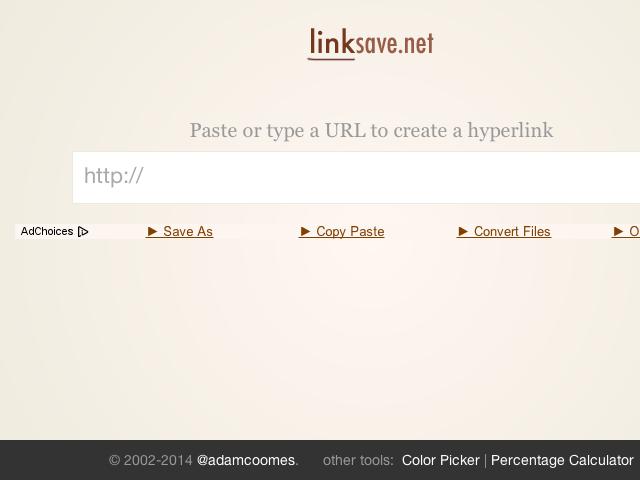 linksave.net
Paste or type a URL to create a hyperlink
http://
AdChoices ► Save As ► Copy Paste ► Convert Files ► O
© 2002-2014 @adamcoomes. other tools: Color Picker | Percentage Calculator